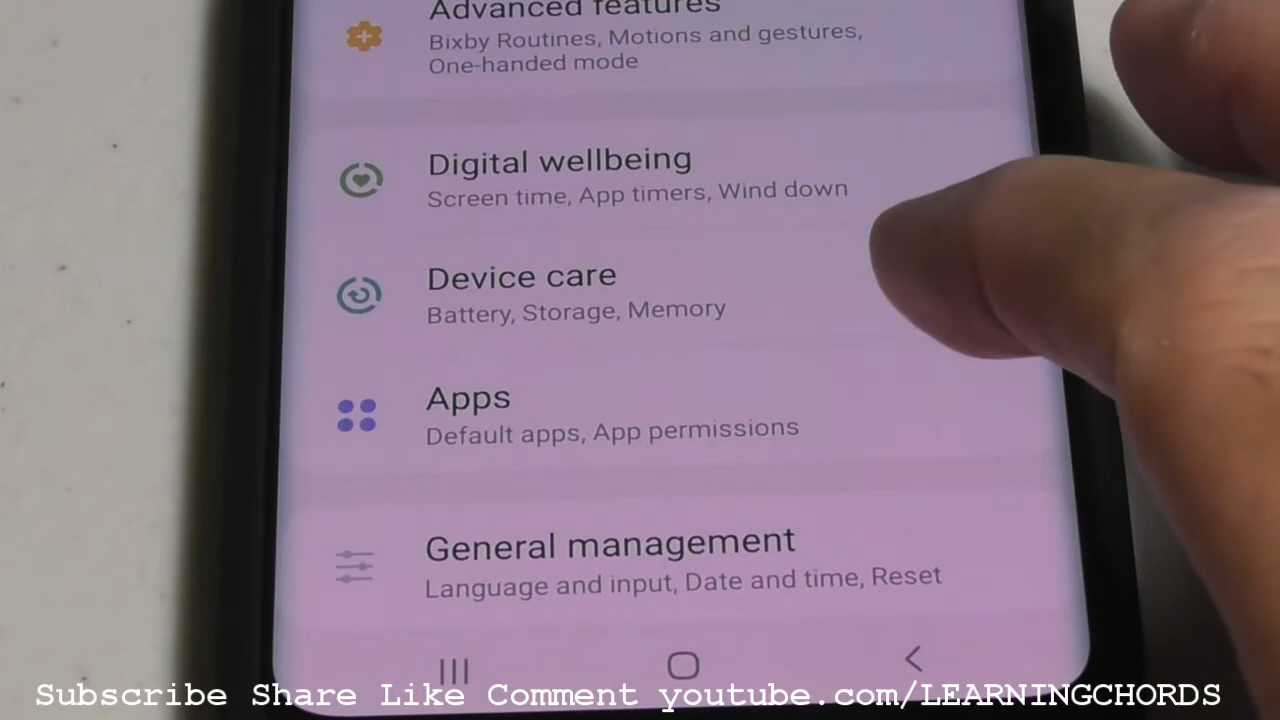 Advanced features
Bixby Routines, Motions and gestures,
One-handed mode
Digital wellbeing
Screen time, App timers, Wind down
Device care
Battery, Storage, Memory
Apps
Default apps, App permissions
General management
Language and input, Date and time, Reset
Subscribe Share Like Comment youtube.com/LEARNINGCHORDS